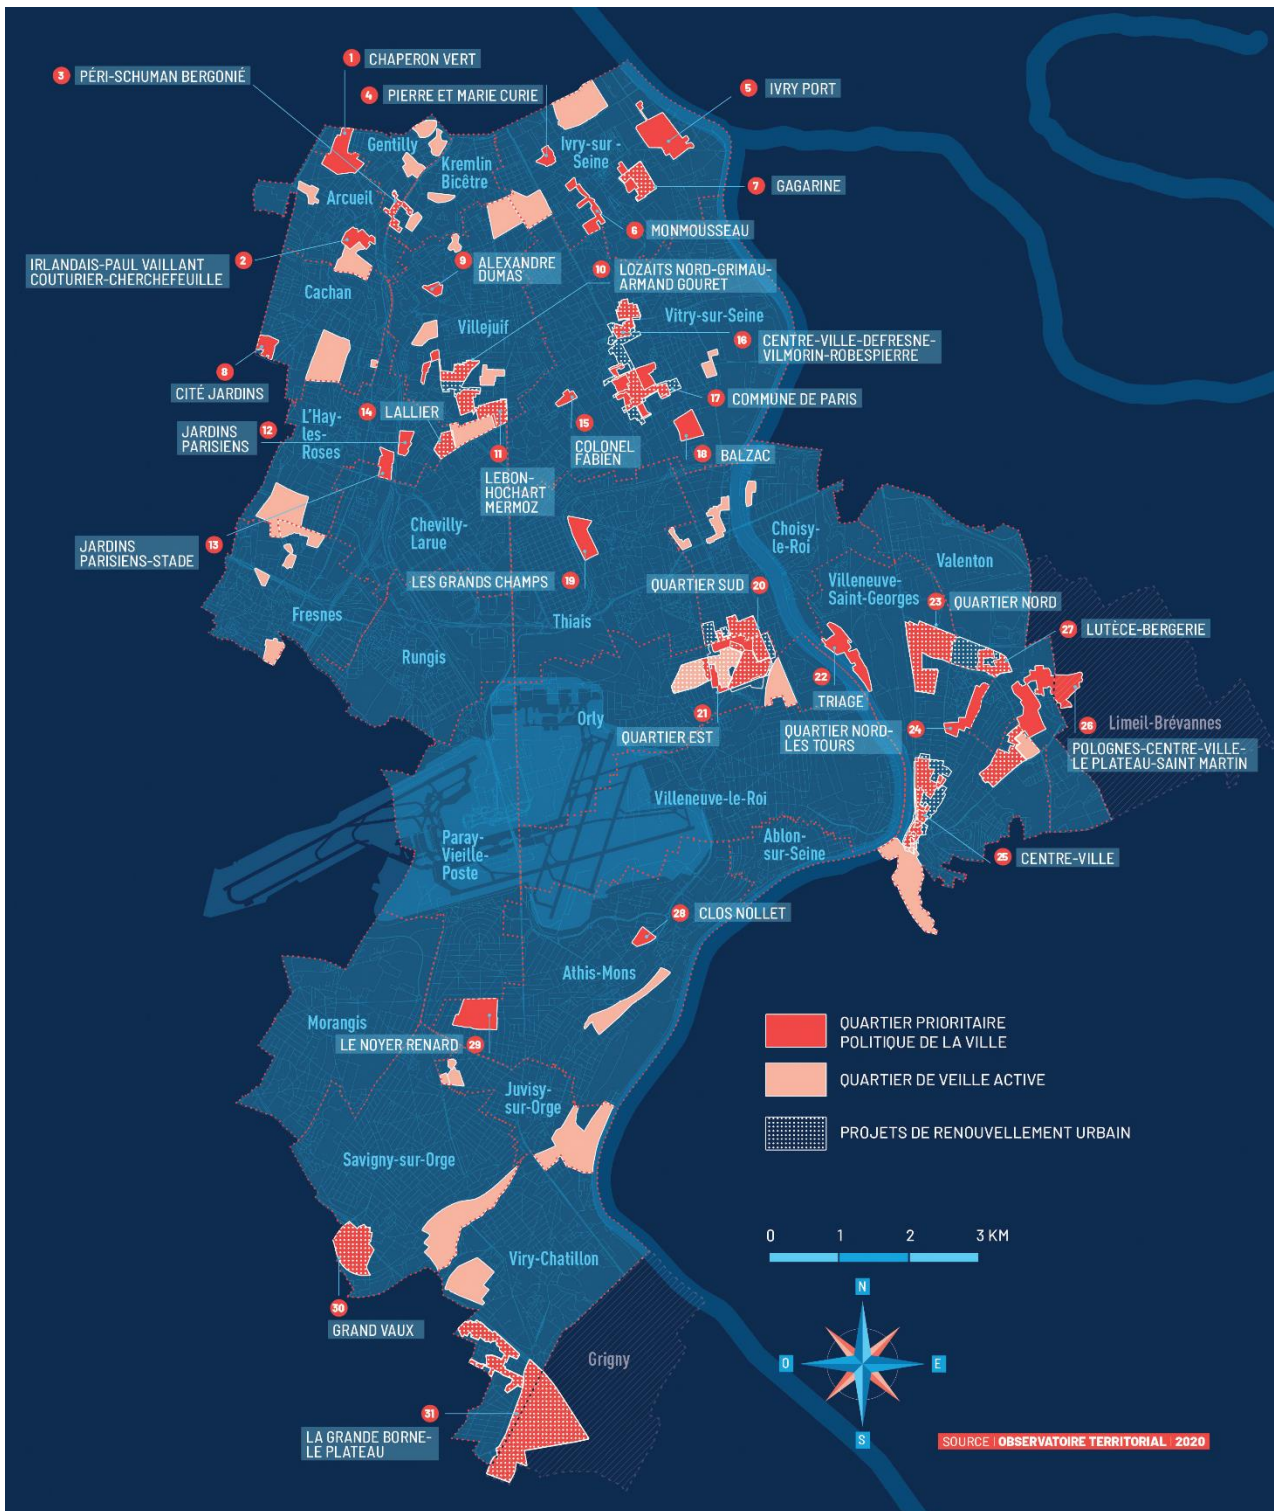 1 CHAPERON VERT
3 PÉRI-SCHUMAN BERGONIÉ
4 PIERRE ET MARIE CURIE
5 IVRY PORT
Gentilly
Kremlin
Bicêtre
Ivry-sur-
Seine
7 GAGARINE
Arcueil
6 MONMOUSSEAU
2 IRLANDAIS-PAUL VAILLANT
COUTURIER-CHERCHEFEUILLE
9 ALEXANDRE
DUMAS
10 LOZAITS NORD-GRIMAU-
ARMAND GOURET
Cachan
Villejuif
Vitry-sur-Seine
16 CENTRE-VILLE-DEFRESNE-
VILMORIN-ROBESPIERRE
8
CITÉ JARDINS
17 COMMUNE DE PARIS
14 LALLIER
L'Hay-
les-
Roses
12 JARDINS
PARISIENS
15
COLONEL
FABIEN
18 BALZAC
11
LEBON-
HOCHART
MERMOZ
Chevilly-
Larue
Choisy-
le-Roi
13 JARDINS
PARISIENS-STADE
Valenton
LES GRANDS CHAMPS 19
QUARTIER SUD 20
Villeneuve-
Saint-Georges
23 QUARTIER NORD
Fresnes
Thiais
27 LUTÈCE-BERGERIE
Rungis
22
TRIAGE
Orly
21
QUARTIER EST
QUARTIER NORD-
LES TOURS 24
26 Limeil-Brévannes
POLOGNES-CENTRE-VILLE-
LE PLATEAU-SAINT MARTIN
Villeneuve-le-Roi
Paray-
Vieille-
Poste
Ablon-
sur-Seine
25 CENTRE-VILLE
28 CLOS NOLLET
Athis-Mons
Morangis
LE NOYER RENARD 29
QUARTIER PRIORITAIRE
POLITIQUE DE LA VILLE
QUARTIER DE VEILLE ACTIVE
PROJETS DE RENOUVELLEMENT URBAIN
Juvisy-
sur-Orge
Savigny-sur-Orge
0 1 2 3 KM
Viry-Chatillon
N
30
GRAND VAUX
Grigny
O E
31
LA GRANDE BORNE-
LE PLATEAU
S
SOURCE | OBSERVATOIRE TERRITORIAL | 2020